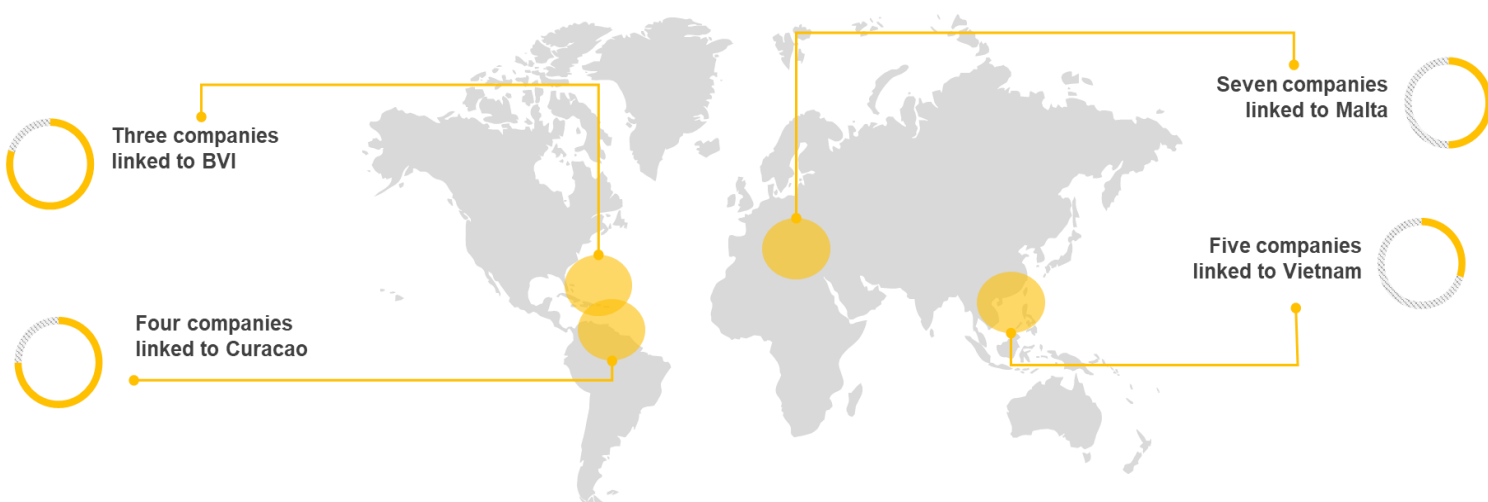 Three companies
linked to BVI
Four companies
linked to Curacao
Seven companies
linked to Malta
Five companies
linked to Vietnam